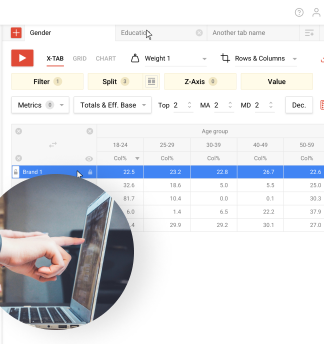 Gender Education Another tab name
X-TAB GRID CHART Weight 1 Rows & Columns
Filter 1 Split 3 Z-Axis 8 Value
Metrics 6 Totals & Eff. Base Top 2 MA 2 MD 2 Dec.
Age group
18-24 25-29 30-39 40-49 50-59
Col% Col% Col% Col% Col%
Brand 1 22.5 23.2 22.8 26.7 22.6
32.6 18.6 5.0 5.5 25.0
81.7 10.4 0.0 0.1 30.3
6.0 1.4 6.5 22.2 37.9
.4 29.9 29.2 30.1 27.0